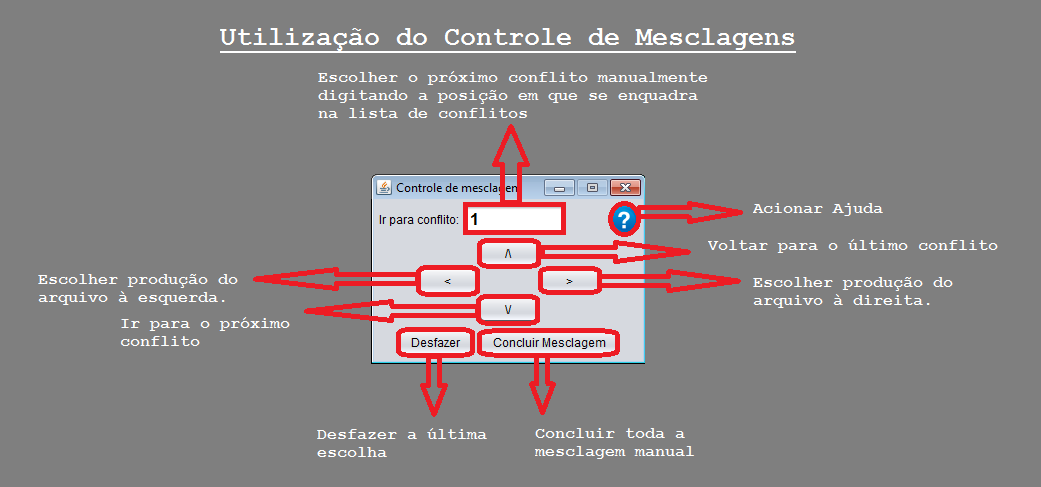 Utilização do Controle de Mesclagens
Escolher o próximo conflito manualmente
digitando a posição em que se enquadra
na lista de conflitos
Controle de mesclagen
Ir para conflito: 1
?
Acionar Ajuda
Voltar para o último conflito
Λ
Escolher produção do
arquivo à esquerda.
<
>
Escolher produção do
arquivo à direita.
Ir para o próximo
conflito
V
Desfazer
Concluir Mesclagem
Desfazer a última
escolha
Concluir toda a
mesclagem manual